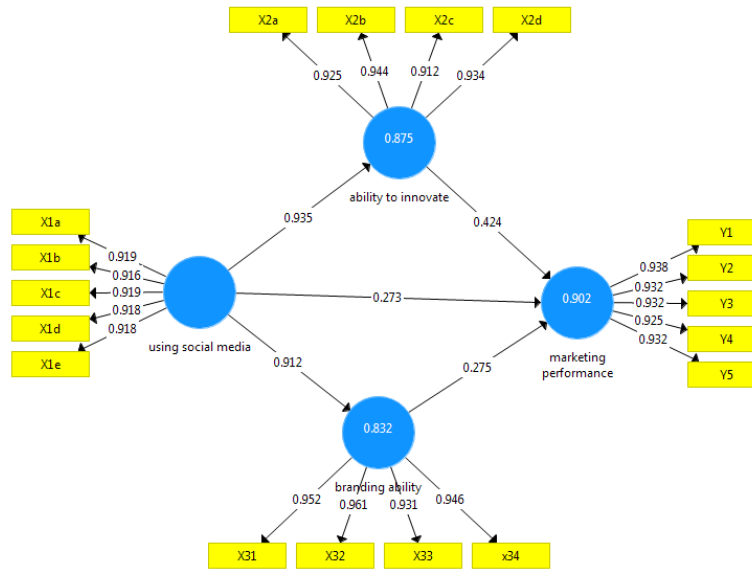 X2a X2b X2c X2d
0.925 0.944 0.912 0.934
0.875
ability to innovate
0.935 0.424
X1a
X1b
X1c
X1d
X1e
0.919
0.916
0.919
0.918
0.918
using social media
0.273
0.902
marketing
performance
0.938
0.932
0.932
0.925
0.932
Y1
Y2
Y3
Y4
Y5
0.912 0.275
0.832
branding ability
0.952 0.961 0.931 0.946
X31 X32 X33 x34